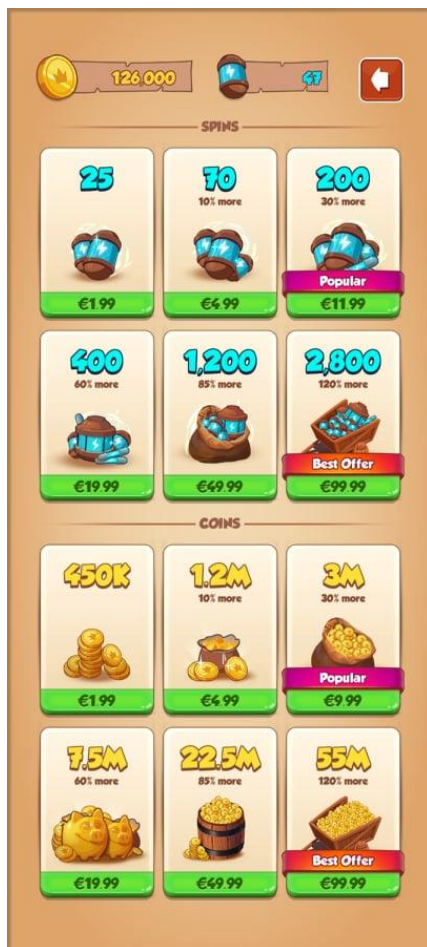 126,000
47
SPINS
25
€1.99
70
10% more
€4.99
200
30% more
Popular
€11.99
400
60% more
€19.99
1,200
85% more
€49.99
2,800
120% more
Best Offer
€99.99
COINS
450K
€1.99
1.2M
10% more
€4.99
3M
30% more
Popular
€9.99
7.5M
60% more
€19.99
22.5M
85% more
€49.99
55M
120% more
Best Offer
€99.99